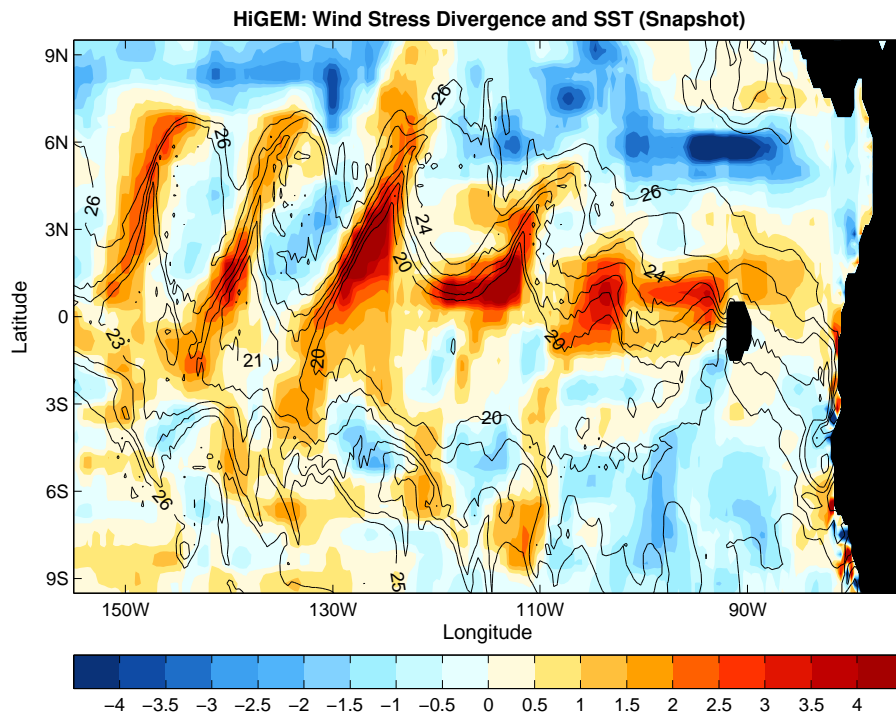 HiGEM: Wind Stress Divergence and SST (Snapshot)
9N
6N
3N
0
3S
6S
9S
Latitude
26
26
26
26
24
24
20
23
21
20
20
20
26
25
150W
130W
110W
90W
Longitude
−4 −3.5 −3 −2.5 −2 −1.5 −1 −0.5 0 0.5 1 1.5 2 2.5 3 3.5 4